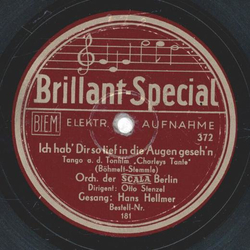 Brillant-Special
BIEM ELEKTR. AUFNAHME
372
Ich hab' Dir so tief in die Augen geseh'n
Tango a. d. Tonfilm „Charleys Tante"
(Böhmelt-Stemmle)
Orch. der SCALA Berlin
Dirigent: Otto Stenzel
Gesang: Hans Hellmer
Bestell-Nr.
181